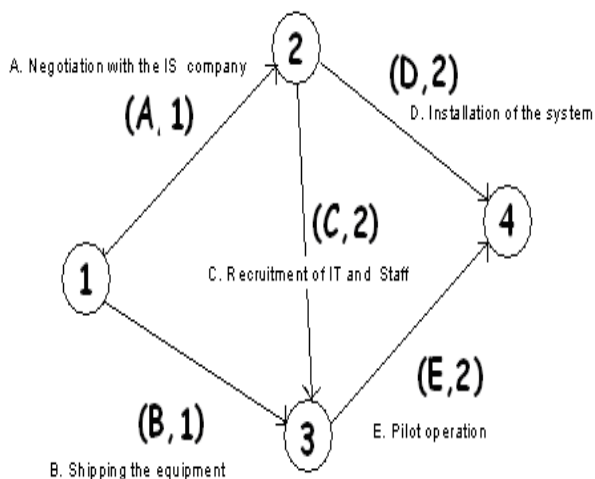 2
A. Negotiation with the IS company
(D, 2)
D. Installation of the system
(A, 1)
(C, 2)
4
1
C. Recruitment of IT and Staff
(E,2)
(B, 1)
3
E. Pilot operation
B. Shipping the equipment